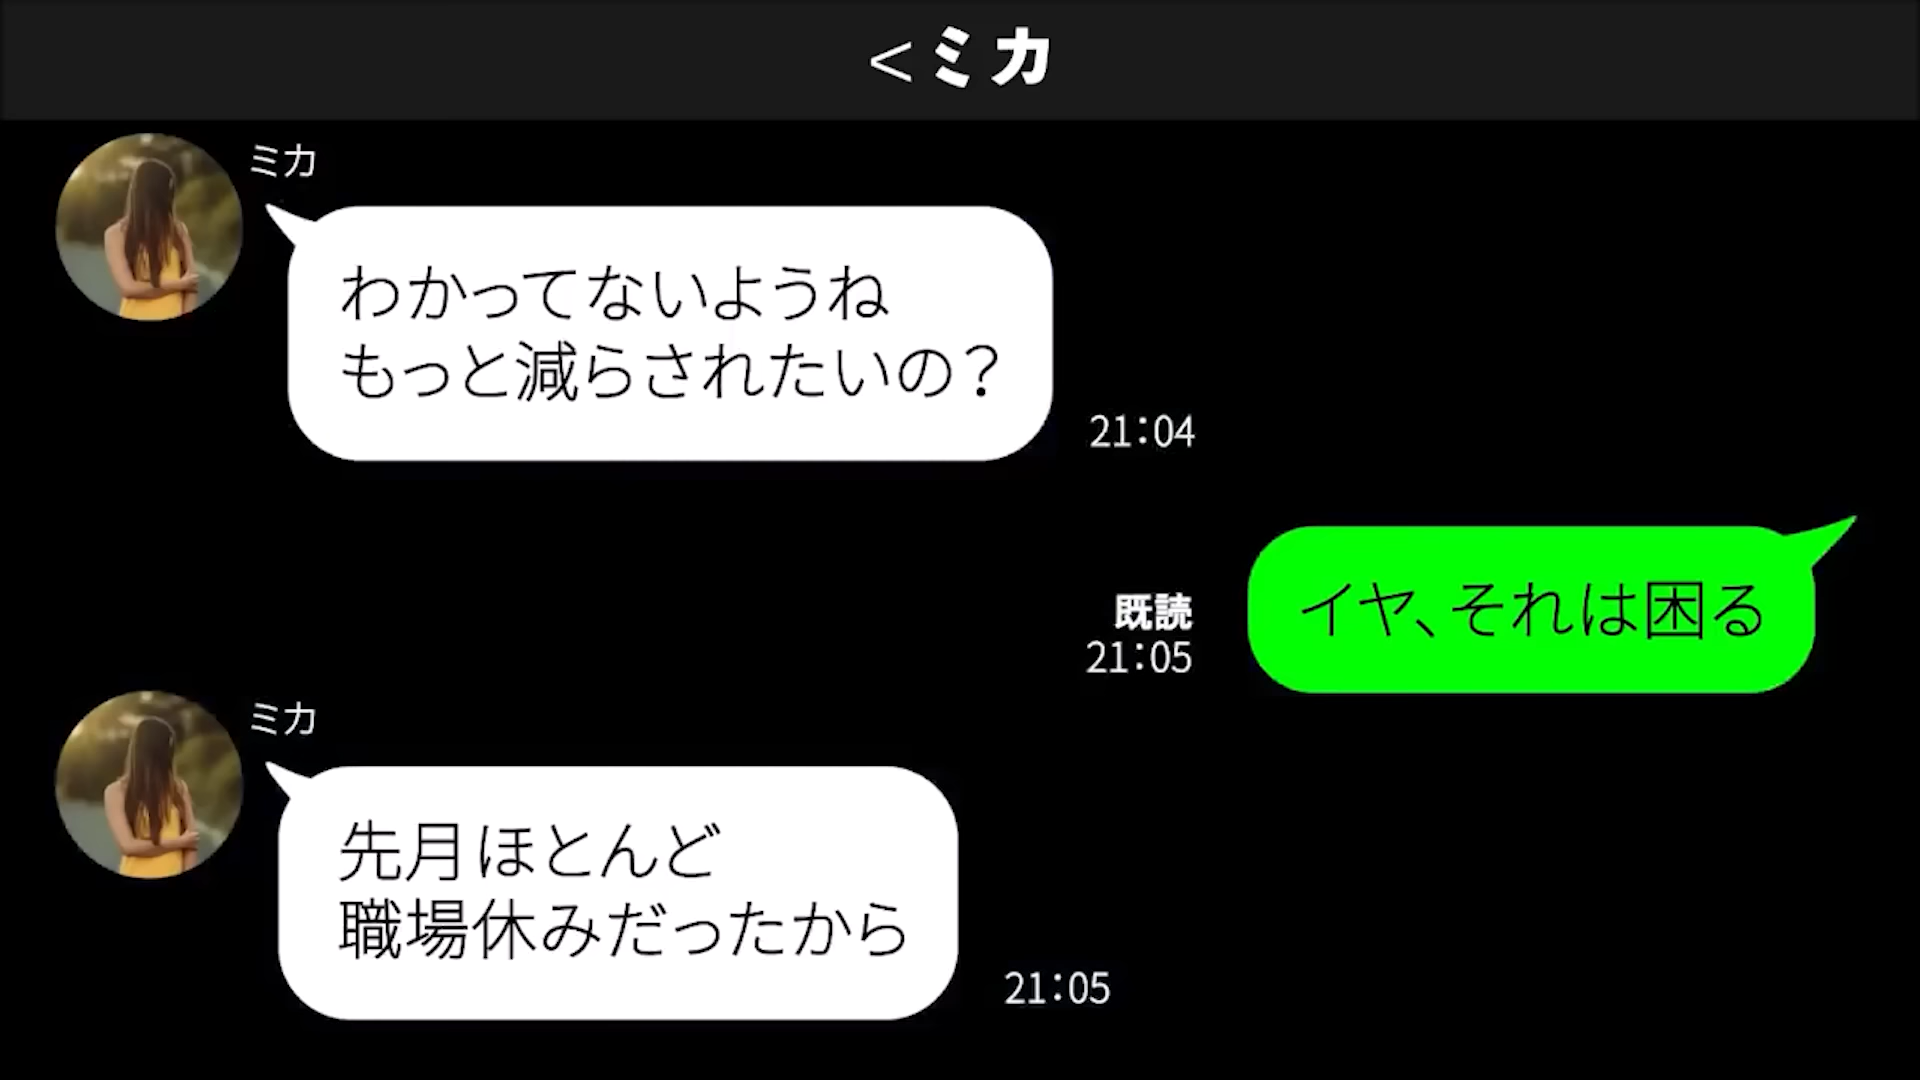 <ミカ
ミカ
わかってないようね
もっと減らされたいの？
21:04
イヤ、それは困る
既読
21:05
ミカ
先月ほとんど
職場休みだったから
21:05